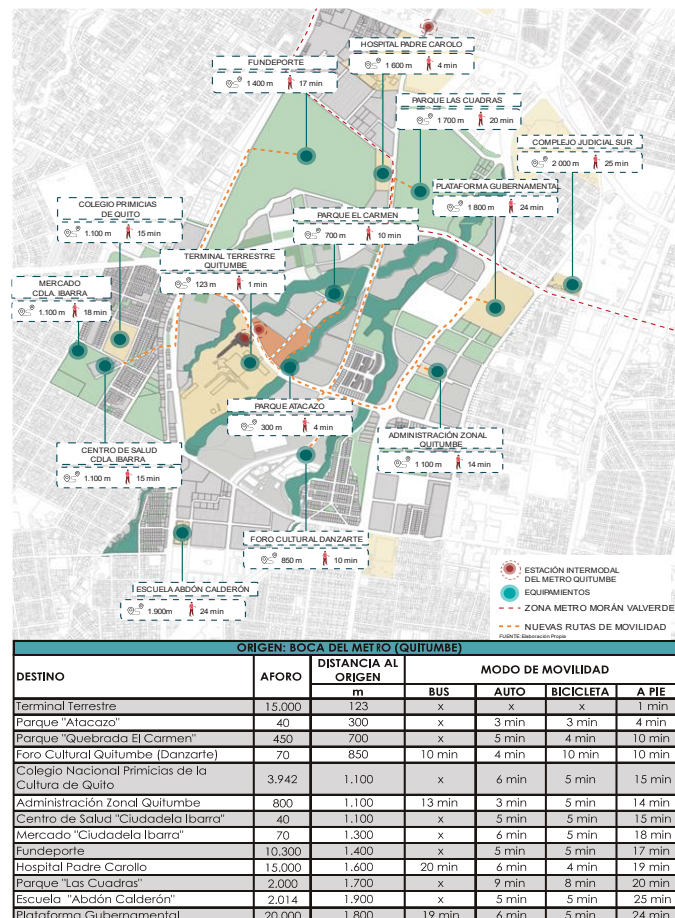 HOSPITAL PADRE CAROLO
1 600 m 4 min
FUNDEPORTE
1 400 m 17 min
PARQUE LAS CUADRAS
1 700 m 20 min
COMPLEJO JUDICIAL SUR
2 000 m 25 min
PLATAFORMA GUBERNAMENTAL
1 800 m 24 min
COLEGIO PRIMICIAS
DE QUITO
1.100 m 15 min
PARQUE EL CARMEN
700 m 10 min
TERMINAL TERRESTRE
QUITUMBE
123 m 1 min
MERCADO
CDLA. IBARRA
1.100 m 18 min
PARQUE ATACAZO
300 m 4 min
ADMINISTRACIÓN ZONAL
QUITUMBE
1 100 m 14 min
CENTRO DE SALUD
CDLA. IBARRA
1.100 m 15 min
FORO CULTURAL DANZARTE
850 m 10 min
ESCUELA ABDÓN CALDERÓN
1.900m 24 min
ESTACIÓN INTERMODAL
DEL METRO QUITUMBE
EQUIPAMIENTOS
ZONA METRO MORÁN VALVERDE
NUEVAS RUTAS DE MOVILIDAD
FUENTE: Elaboración Propia
ORIGEN: BOCA DEL METRO (QUITUMBE)
DESTINO AFORO DISTANCIA AL ORIGEN MODO DE MOVILIDAD
m BUS AUTO BICICLETA A PIE
Terminal Terrestre 15.000 123 x x x 1 min
Parque "Atacazo" 40 300 x 3 min 3 min 4 min
Parque "Quebrada El Carmen" 450 700 x 5 min 4 min 10 min
Foro Cultural Quitumbe (Danzarte) 70 850 10 min 4 min 10 min 10 min
Colegio Nacional Primicias de la
Cultura de Quito 3.942 1.100 x 6 min 5 min 15 min
Administración Zonal Quitumbe 800 1.100 13 min 3 min 5 min 14 min
Centro de Salud "Ciudadela Ibarra" 40 1.100 x 5 min 5 min 15 min
Mercado "Ciudadela Ibarra" 70 1.300 x 6 min 5 min 18 min
Fundeporte 10.300 1.400 x 5 min 5 min 17 min
Hospital Padre Carollo 15.000 1.600 20 min 6 min 4 min 19 min
Parque "Las Cuadras" 2.000 1.700 x 9 min 8 min 20 min
Escuela "Abdón Calderón" 2.014 1.900 x 5 min 5 min 25 min
Plataforma Gubernamental 20.000 1.800 19 min 6 min 5 min 24 min